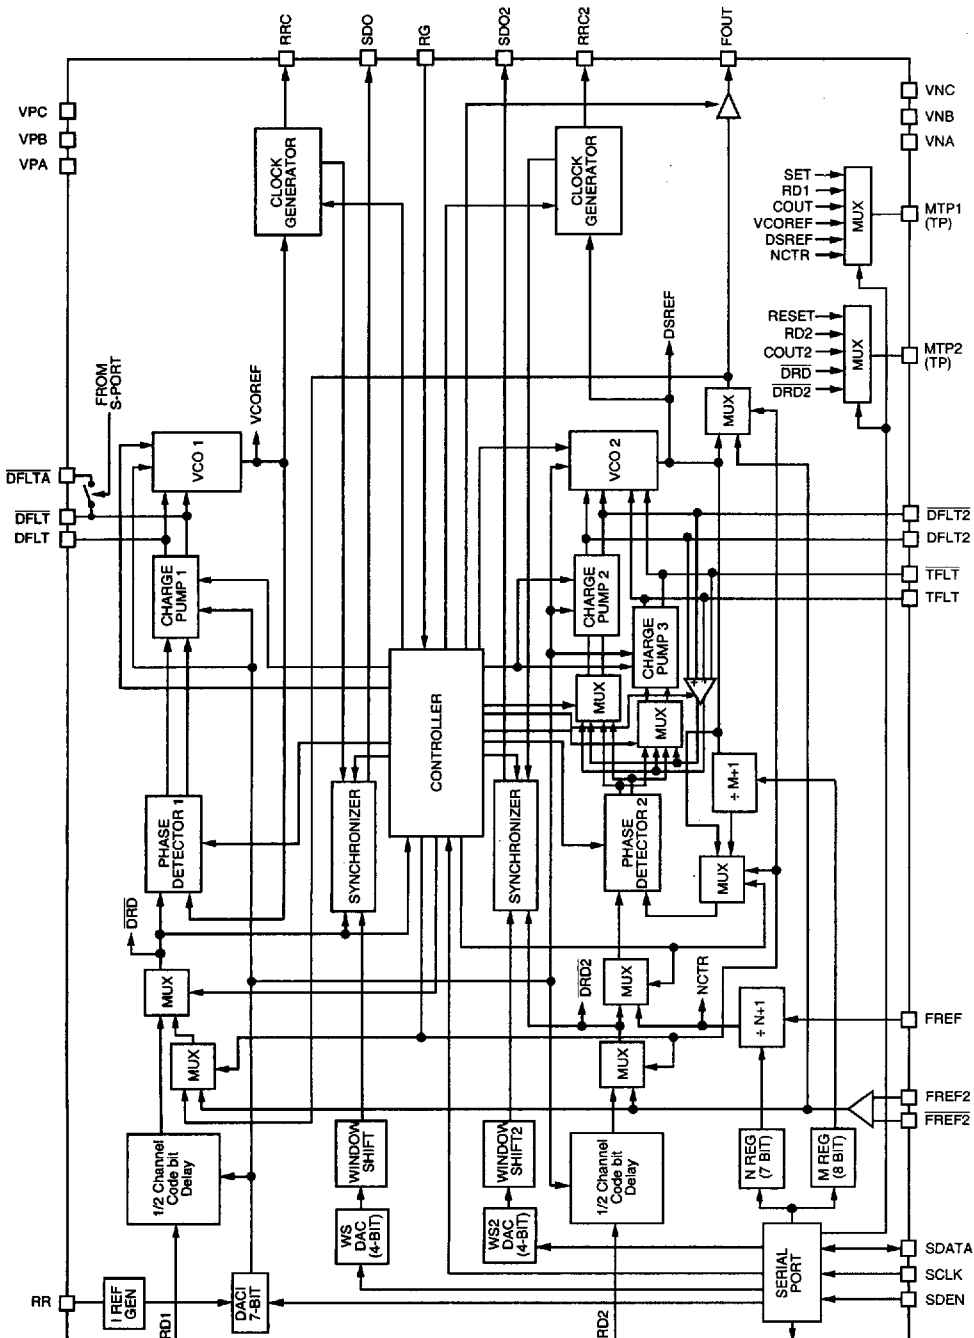 RRC
SDO
RG
SDO2
RRC2
FOUT
VPC
VPB
VPA
VNC
VNB
VNA
CLOCK
GENERATOR
CLOCK
GENERATOR
SET
RD1
COUT
VCOREF
DSREF
NCTR
MUX
MTP1
(TP)
RESET
RD2
COUT2
DRD
DRD2
MUX
MTP2
(TP)
FROM
S-PORT
VCOREF
DSREF
MUX
DFLTA
DFLT
DFLT
VCO 1
VCO 2
DFLT2
DFLT2
TFLT
TFLT
CHARGE
PUMP 1
CHARGE
PUMP 2
CHARGE
PUMP 3
CONTROLLER
MUX
MUX
÷ M+1
PHASE
DETECTOR 1
SYNCHRONIZER
SYNCHRONIZER
PHASE
DETECTOR 2
MUX
DRD
MUX
MUX
DRD2
MUX
MUX
NCTR
÷ N+1
FREF
FREF2
FREF2
1/2 Channel
Code bit
Delay
WINDOW
SHIFT
WINDOW
SHIFT2
1/2 Channel
Code bit
Delay
N REG
(7 BIT)
M REG
(8 BIT)
WS
DAC
(4-BIT)
WS2
DAC
(4-BIT)
SERIAL
PORT
SDATA
SCLK
SDEN
RR
I REF
GEN
RD1
DACI
7-BIT
RD2